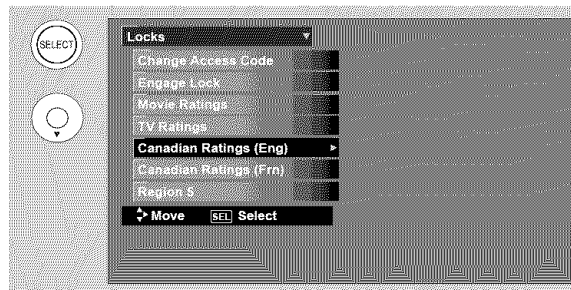 SELECT
Locks
Change Access Code
Engage Lock
Movie Ratings
TV Ratings
Canadian Ratings (Eng)
Canadian Ratings (Frn)
Region 5
Move SEL Select